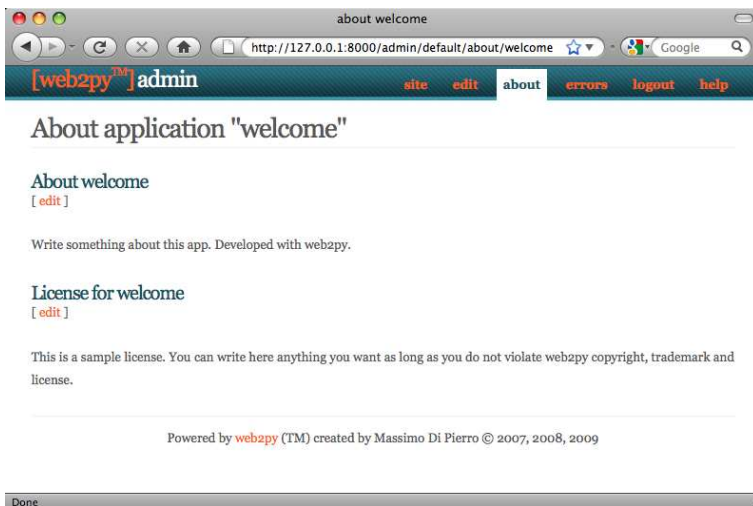 about welcome
http://127.0.0.1:8000/admin/default/about/welcome
Google
[web2py™] admin
site edit about errors logout help
About application "welcome"
About welcome
[ edit ]
Write something about this app. Developed with web2py.
License for welcome
[ edit ]
This is a sample license. You can write here anything you want as long as you do not violate web2py copyright, trademark and
license.
Powered by web2py (TM) created by Massimo Di Pierro © 2007, 2008, 2009
Done